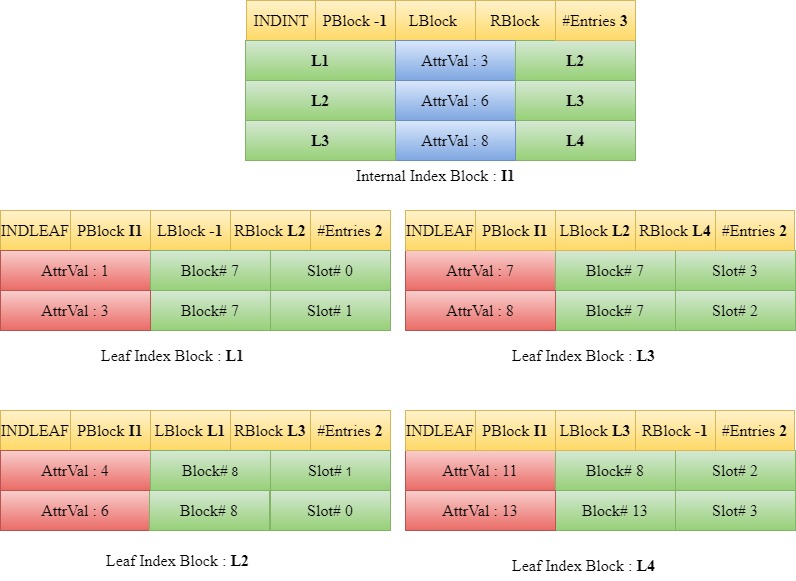 INDINT PBlock -1 LBlock RBlock #Entries 3
L1 AttrVal : 3 L2
L2 AttrVal : 6 L3
L3 AttrVal : 8 L4
Internal Index Block : I1
INDLEAF PBlock I1 LBlock -1 RBlock L2 #Entries 2
AttrVal : 1 Block# 7 Slot# 0
AttrVal : 3 Block# 7 Slot# 1
Leaf Index Block : L1
INDLEAF PBlock I1 LBlock L2 RBlock L4 #Entries 2
AttrVal : 7 Block# 7 Slot# 3
AttrVal : 8 Block# 7 Slot# 2
Leaf Index Block : L3
INDLEAF PBlock I1 LBlock L1 RBlock L3 #Entries 2
AttrVal : 4 Block# 8 Slot# 1
AttrVal : 6 Block# 8 Slot# 0
Leaf Index Block : L2
INDLEAF PBlock I1 LBlock L3 RBlock -1 #Entries 2
AttrVal : 11 Block# 8 Slot# 2
AttrVal : 13 Block# 13 Slot# 3
Leaf Index Block : L4